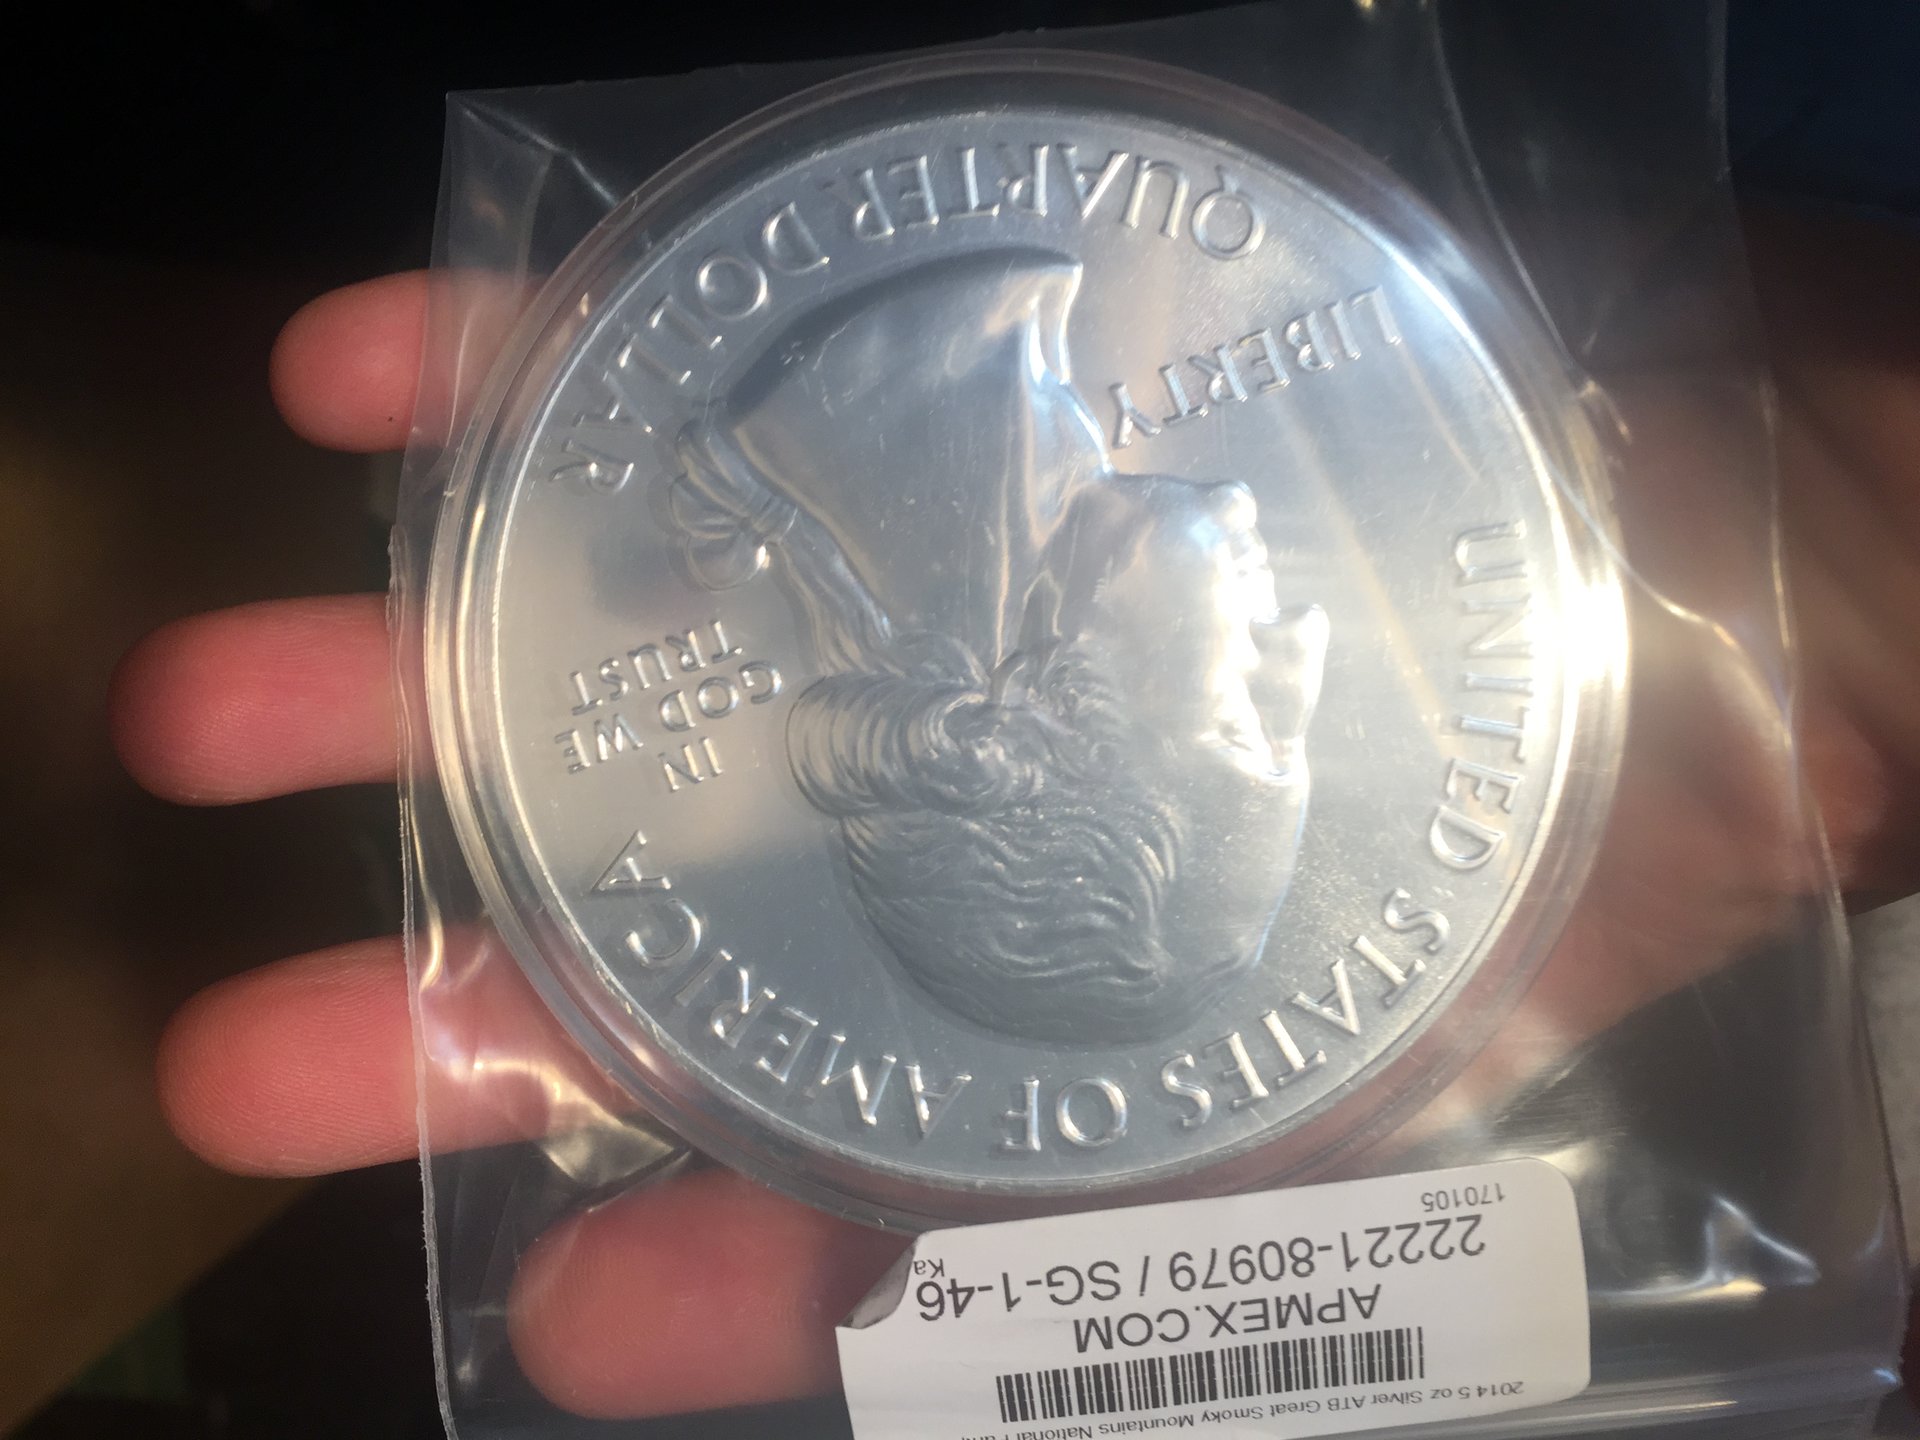 UNITED STATES OF AMERICA
LIBERTY
IN
GOD WE
TRUST
QUARTER DOLLAR
2014 5 oz Silver ATB Great Smoky Mountains National
APMEX.COM
22221-80979 / SG-1-46
Ka
170105